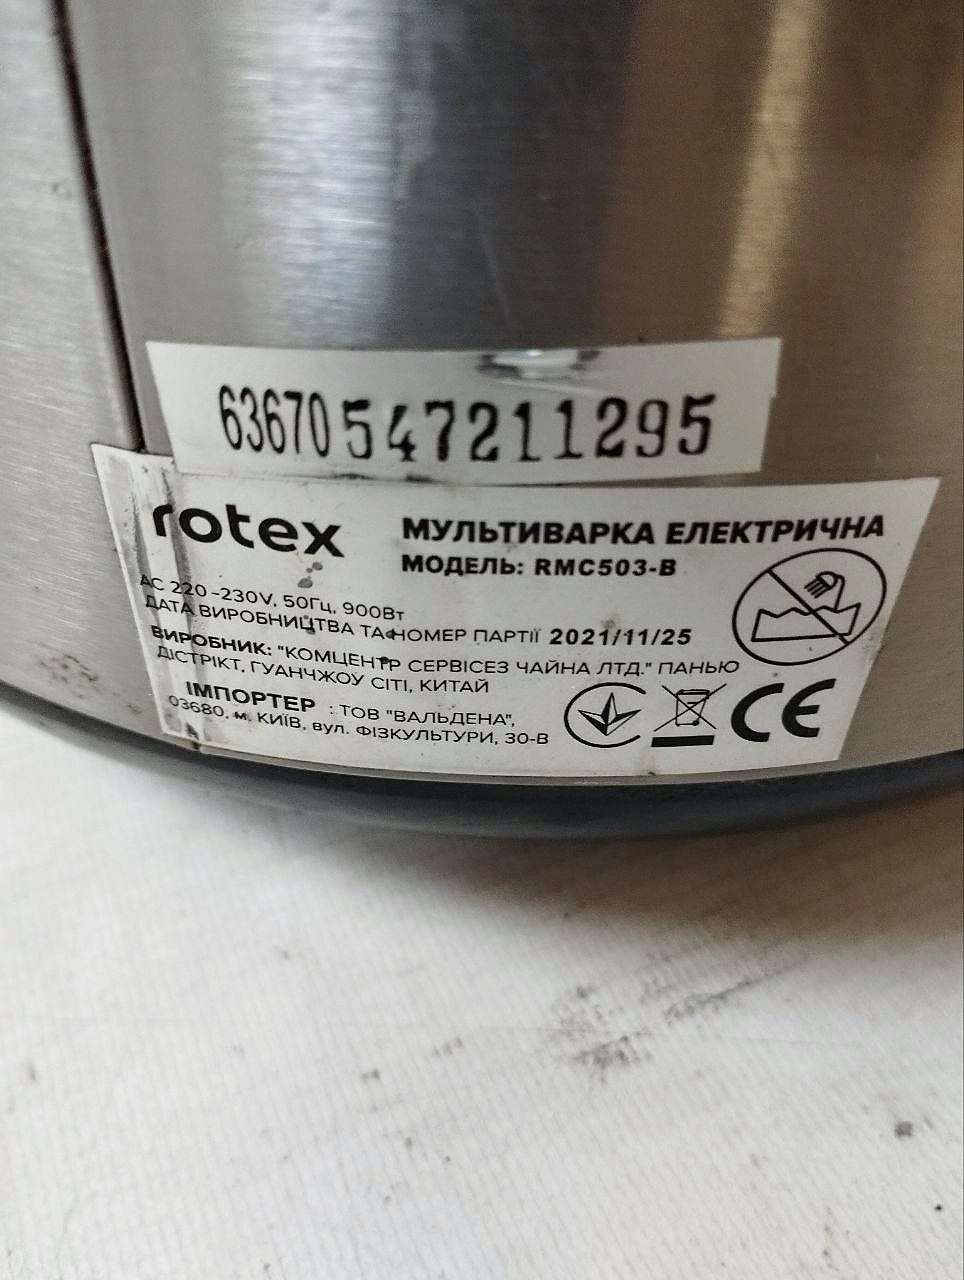 63670547211295
rotex
МУЛЬТИВАРКА ЕЛЕКТРИЧНА
МОДЕЛЬ: RMC503-B
AC 220-230V, 50Гц, 900Вт
ДАТА ВИРОБНИЦТВА ТА НОМЕР ПАРТІЇ 2021/11/25
ВИРОБНИК: "КОМЦЕНТР СЕРВІСЕЗ ЧАЙНА ЛТД." ПАНЬЮ
ДІСТРІКТ, ГУАНЧЖОУ СІТІ, КИТАЙ
ІМПОРТЕР : ТОВ "ВАЛЬДЕНА",
03680, м. КИЇВ, вул. ФІЗКУЛЬТУРИ, 30-В
CE